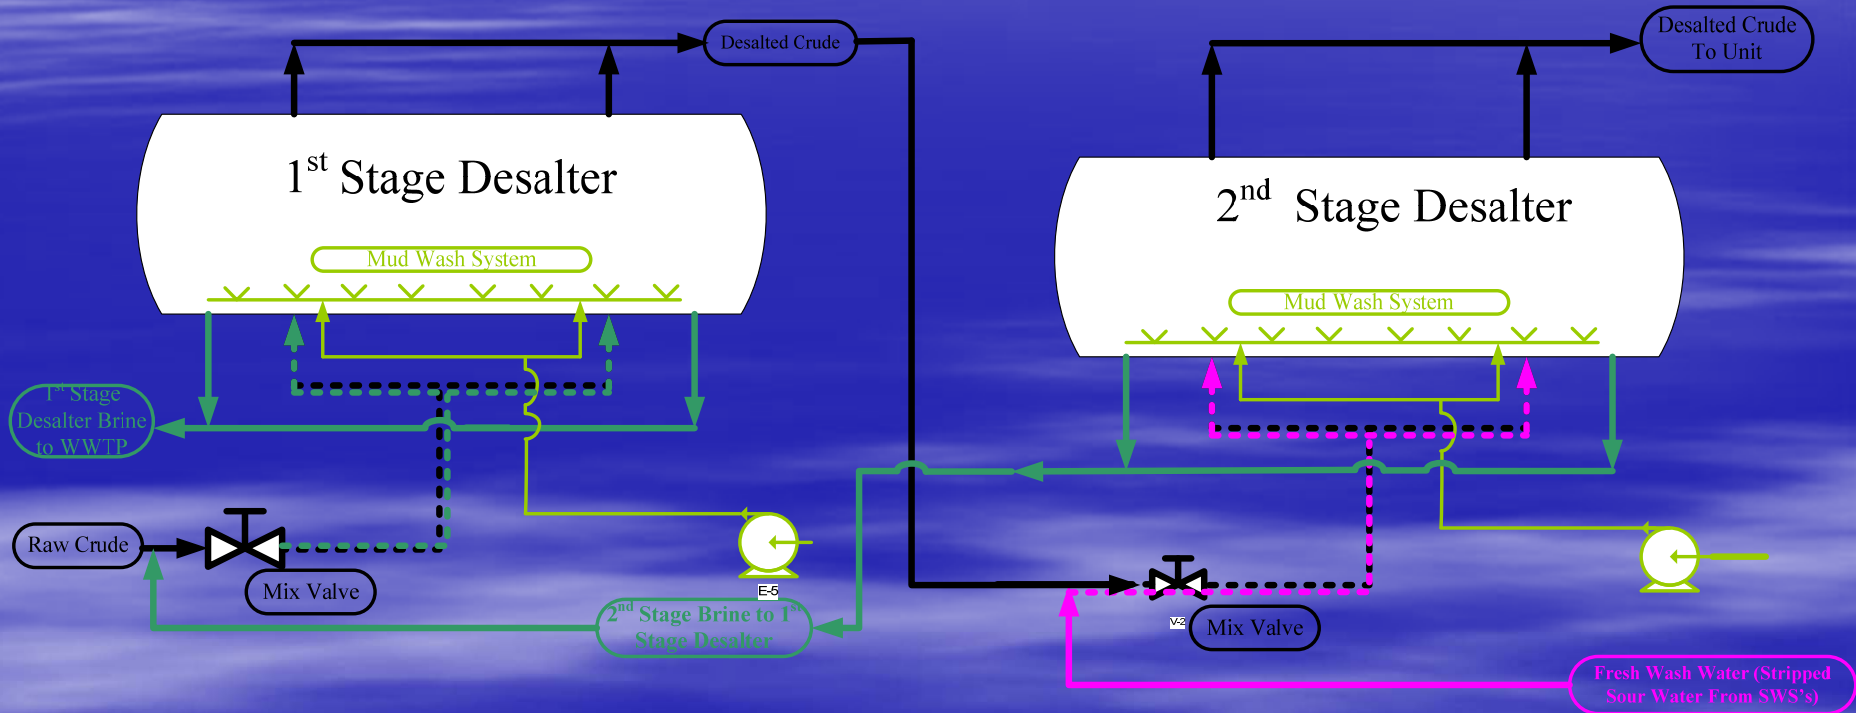 Desalted Crude
Desalted Crude
To Unit
1st Stage Desalter
2nd Stage Desalter
Mud Wash System
Mud Wash System
1st Stage
Desalter Brine
to WWTP
Raw Crude
Mix Valve
E-5
2nd Stage Brine to 1st
Stage Desalter
V-2
Mix Valve
Fresh Wash Water (Stripped
Sour Water From SWS's)